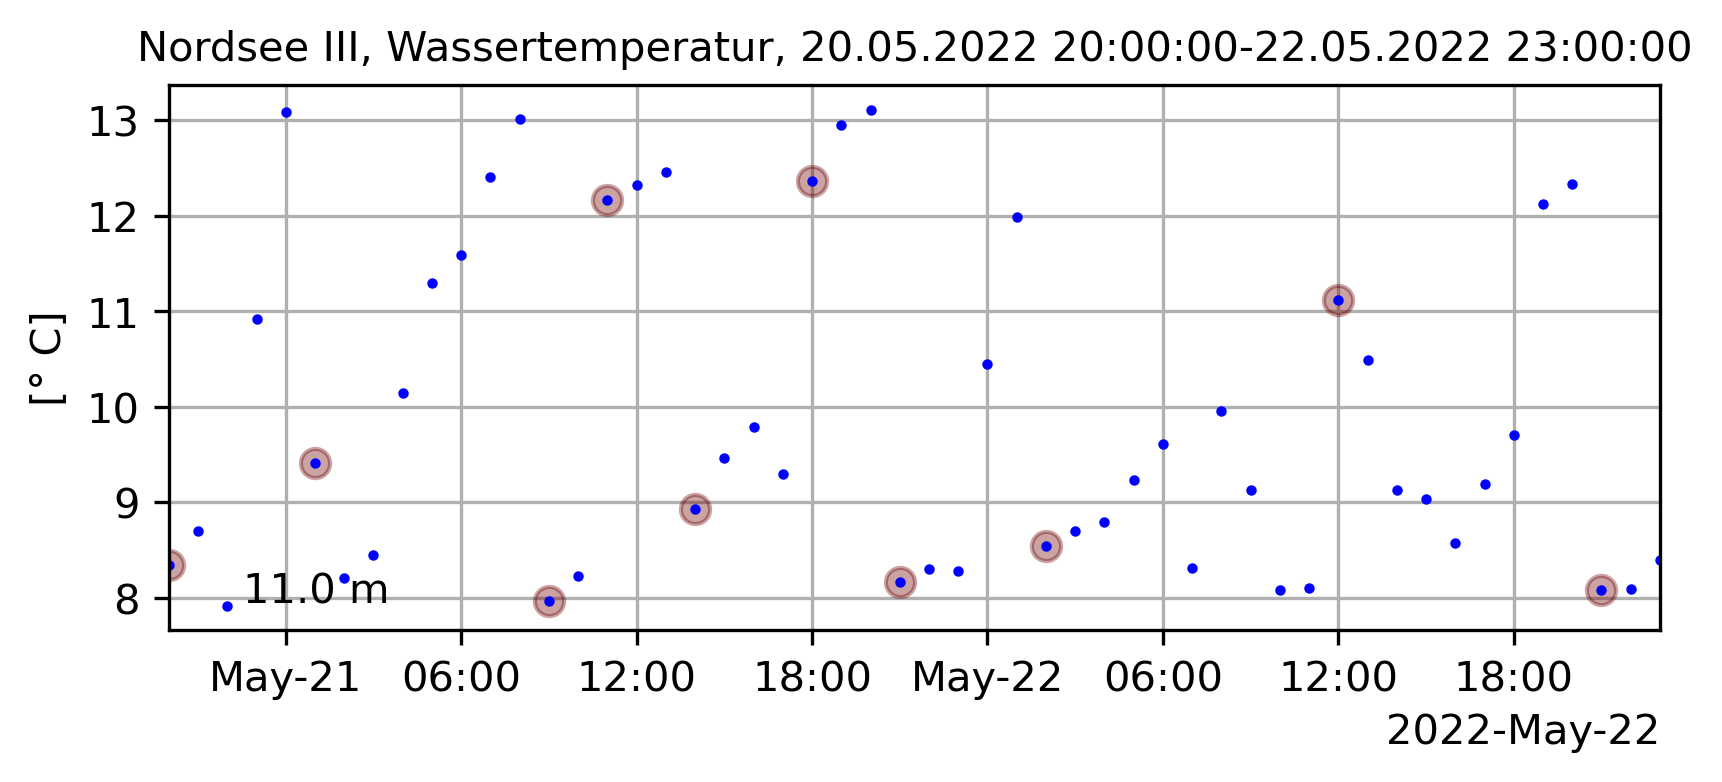 Nordsee III, Wassertemperatur, 20.05.2022 20:00:00-22.05.2022 23:00:00
[° C]
13
12
11
10
9
8
11.0 m
May-21 06:00 12:00 18:00 May-22 06:00 12:00 18:00
2022-May-22